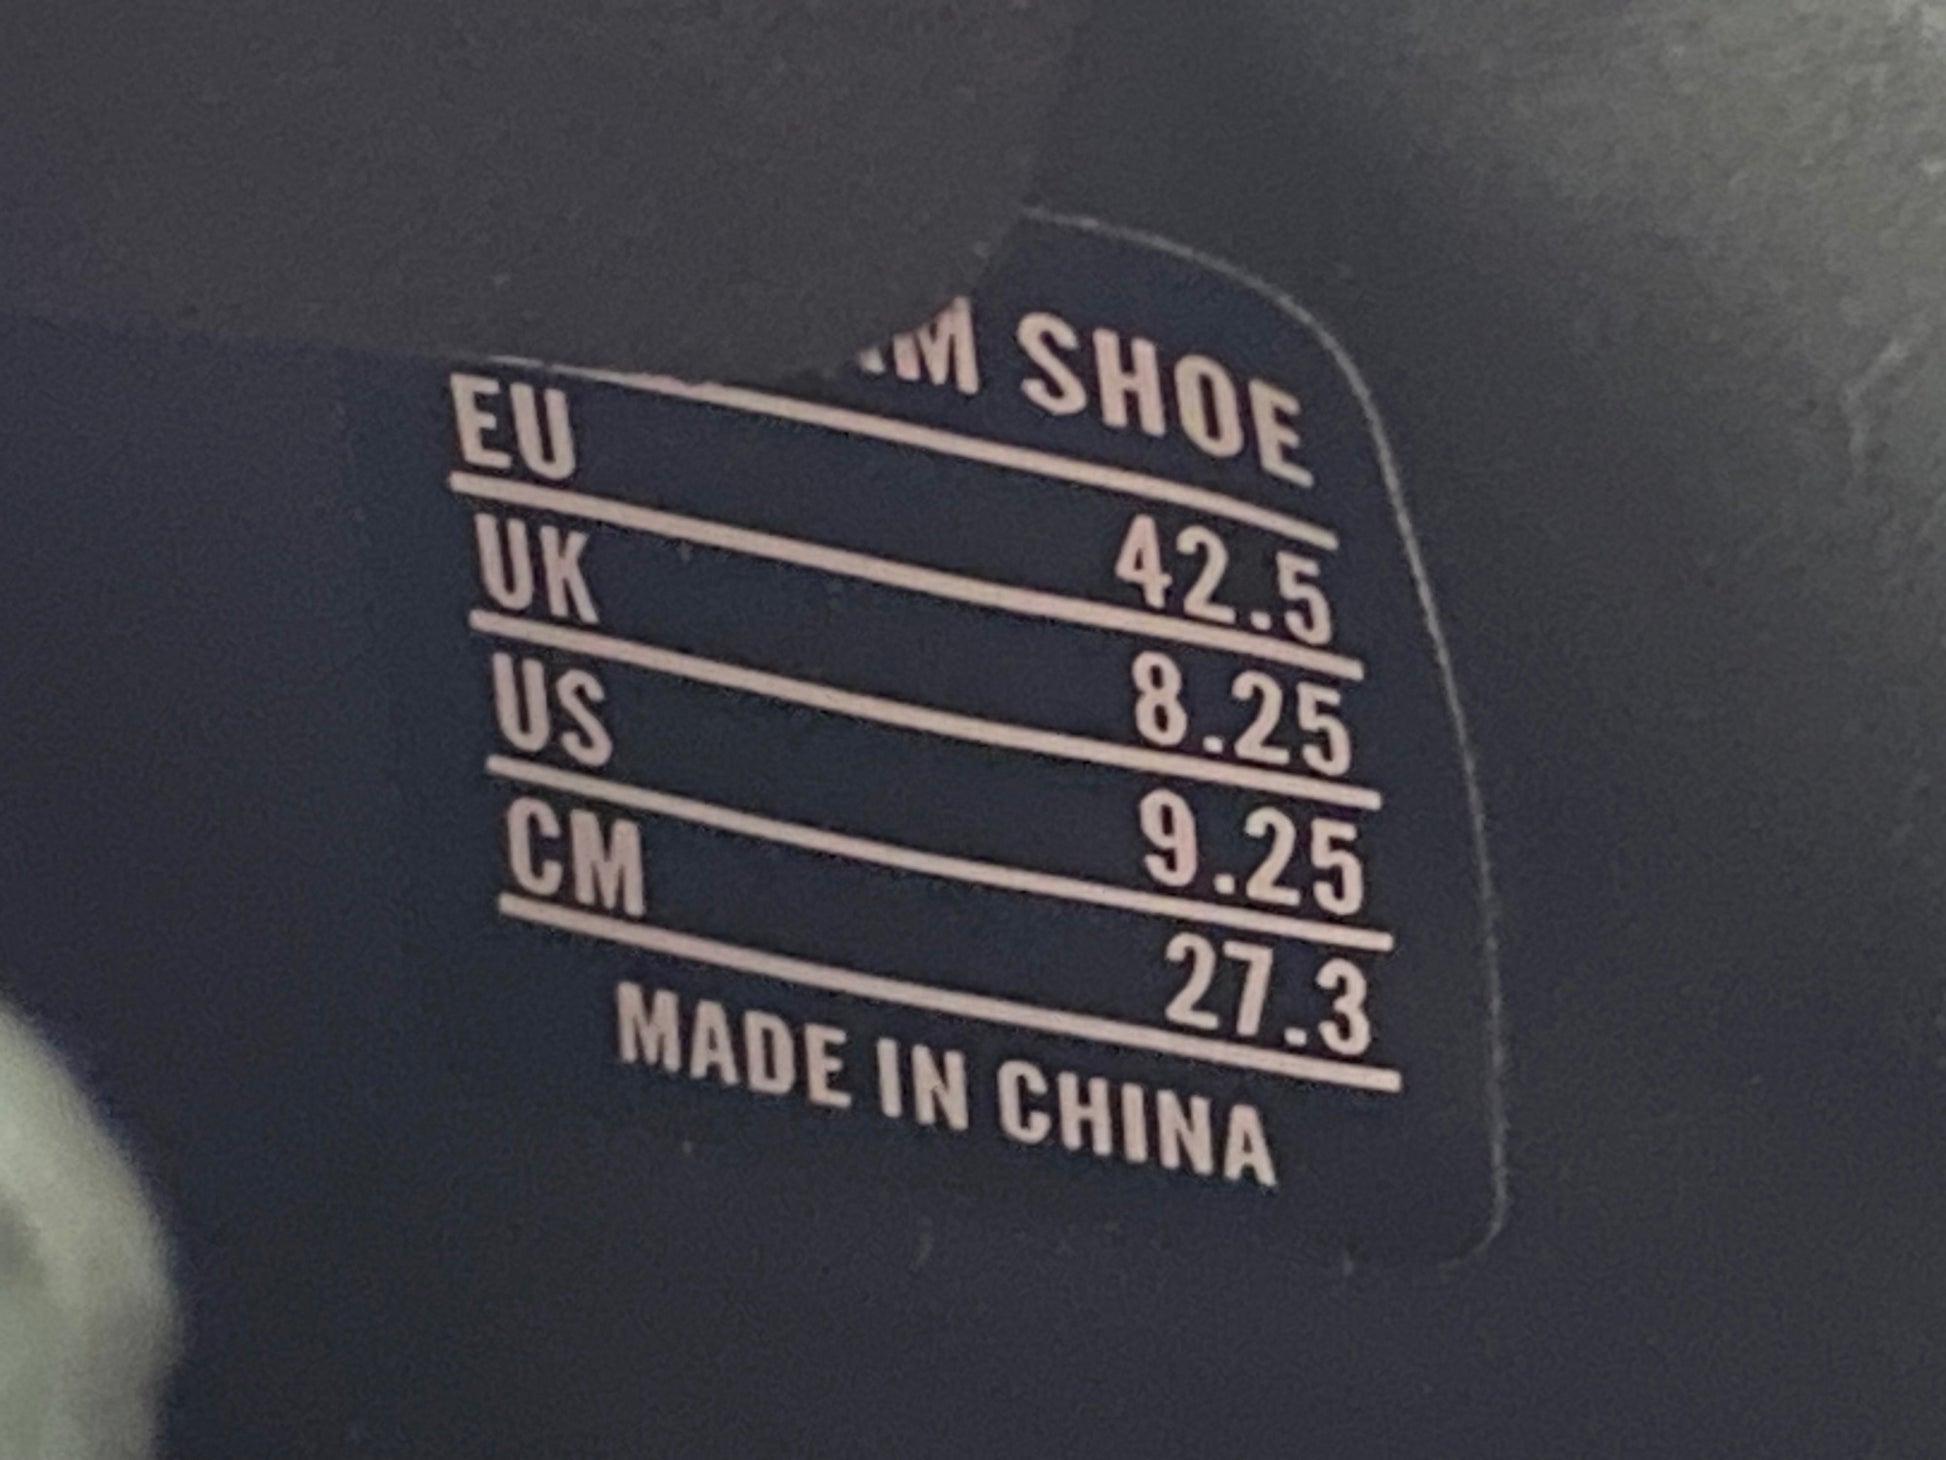 SHOE
EU 42.5
UK 8.25
US 9.25
CM 27.3
MADE IN CHINA